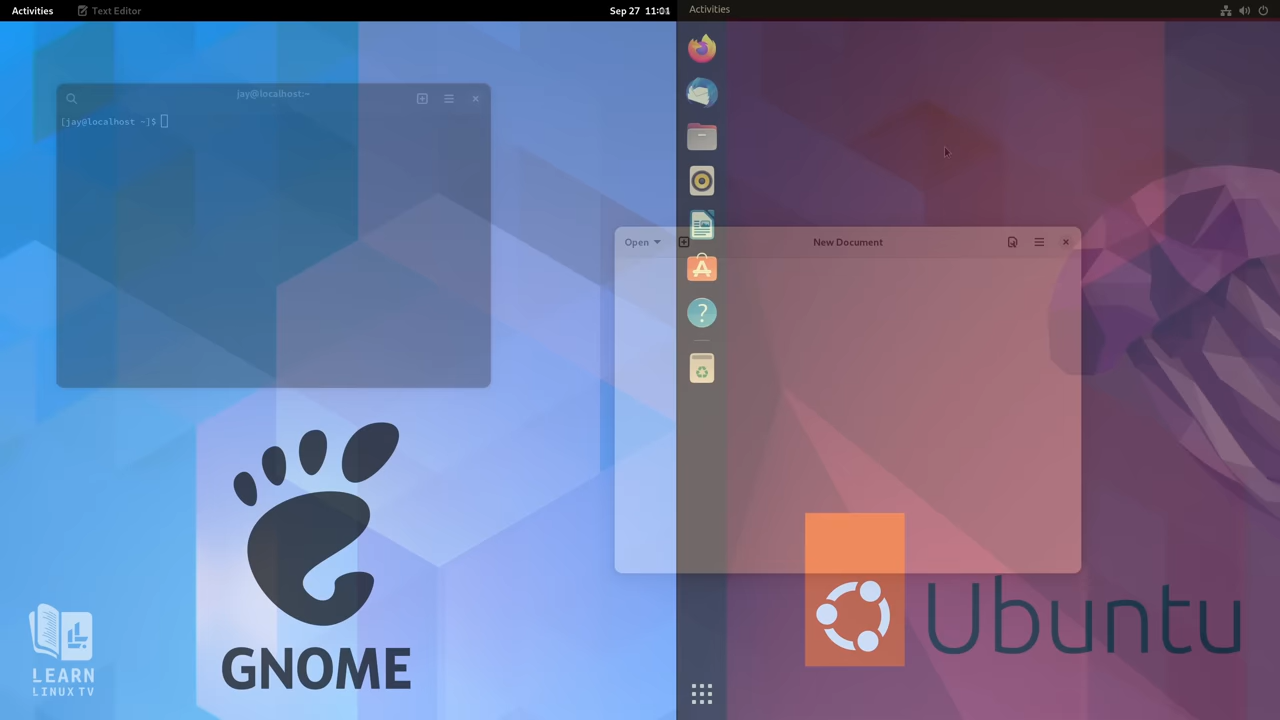 Activities
Text Editor
Sep 27 11:01
Activities
jay@localhost:~
[jay@localhost ~]$
Open
New Document
GNOME
Ubuntu
LEARN
LINUX TV